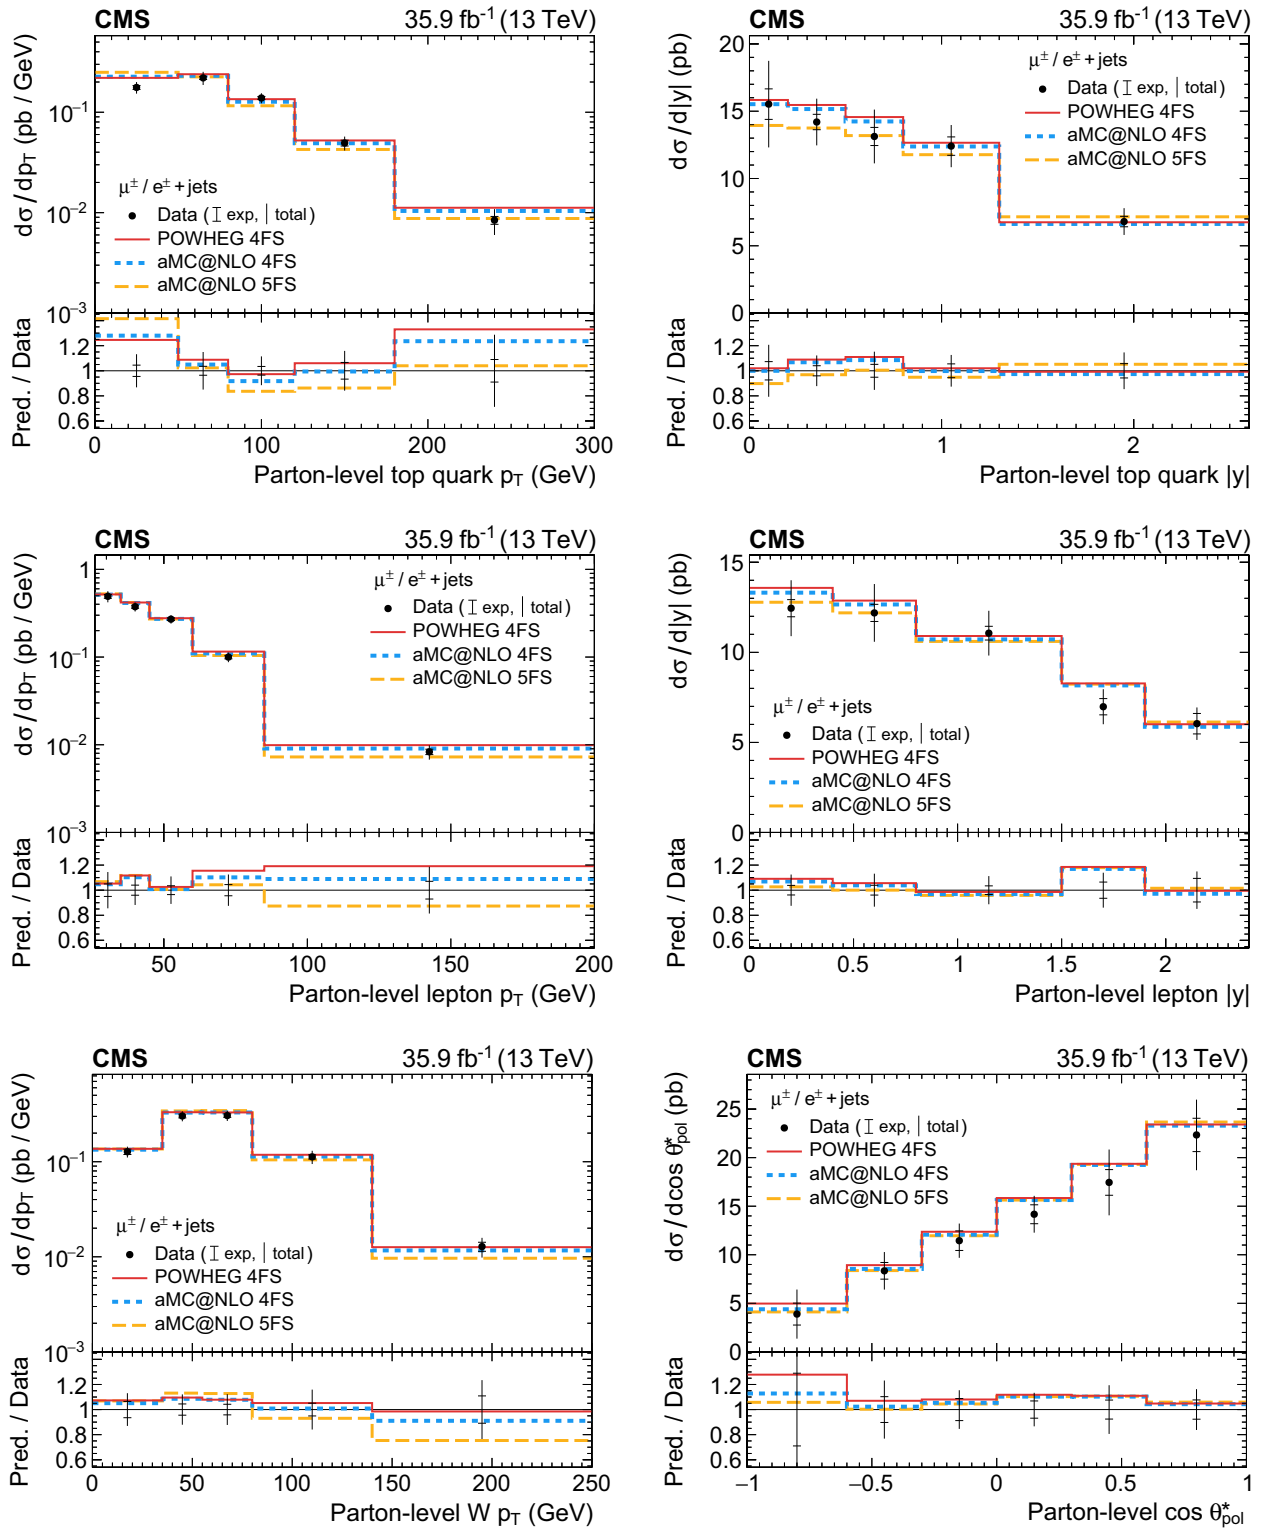 CMS 35.9 fb⁻¹ (13 TeV)
dσ/dp_T (pb / GeV)
10⁻¹
10⁻²
10⁻³
μ± / e± + jets
Data (⌶ exp, | total)
POWHEG 4FS
aMC@NLO 4FS
aMC@NLO 5FS
Pred. / Data
1.2
1
0.8
0.6
0 100 200 300
Parton-level top quark p_T (GeV)
CMS 35.9 fb⁻¹ (13 TeV)
dσ/d|y| (pb)
20
15
10
5
0
μ± / e± + jets
Data (⌶ exp, | total)
POWHEG 4FS
aMC@NLO 4FS
aMC@NLO 5FS
Pred. / Data
1.2
1
0.8
0.6
0 1 2
Parton-level top quark |y|
CMS 35.9 fb⁻¹ (13 TeV)
dσ/dp_T (pb / GeV)
1
10⁻¹
10⁻²
10⁻³
μ± / e± + jets
Data (⌶ exp, | total)
POWHEG 4FS
aMC@NLO 4FS
aMC@NLO 5FS
Pred. / Data
1.2
1
0.8
0.6
50 100 150 200
Parton-level lepton p_T (GeV)
CMS 35.9 fb⁻¹ (13 TeV)
dσ/d|y| (pb)
15
10
5
0
μ± / e± + jets
Data (⌶ exp, | total)
POWHEG 4FS
aMC@NLO 4FS
aMC@NLO 5FS
Pred. / Data
1.2
1
0.8
0.6
0 0.5 1 1.5 2
Parton-level lepton |y|
CMS 35.9 fb⁻¹ (13 TeV)
dσ/dp_T (pb / GeV)
10⁻¹
10⁻²
10⁻³
μ± / e± + jets
Data (⌶ exp, | total)
POWHEG 4FS
aMC@NLO 4FS
aMC@NLO 5FS
Pred. / Data
1.2
1
0.8
0.6
0 50 100 150 200 250
Parton-level W p_T (GeV)
CMS 35.9 fb⁻¹ (13 TeV)
dσ/dcos θ*_pol (pb)
25
20
15
10
5
0
μ± / e± + jets
Data (⌶ exp, | total)
POWHEG 4FS
aMC@NLO 4FS
aMC@NLO 5FS
Pred. / Data
1.2
1
0.8
0.6
−1 −0.5 0 0.5 1
Parton-level cos θ*_pol